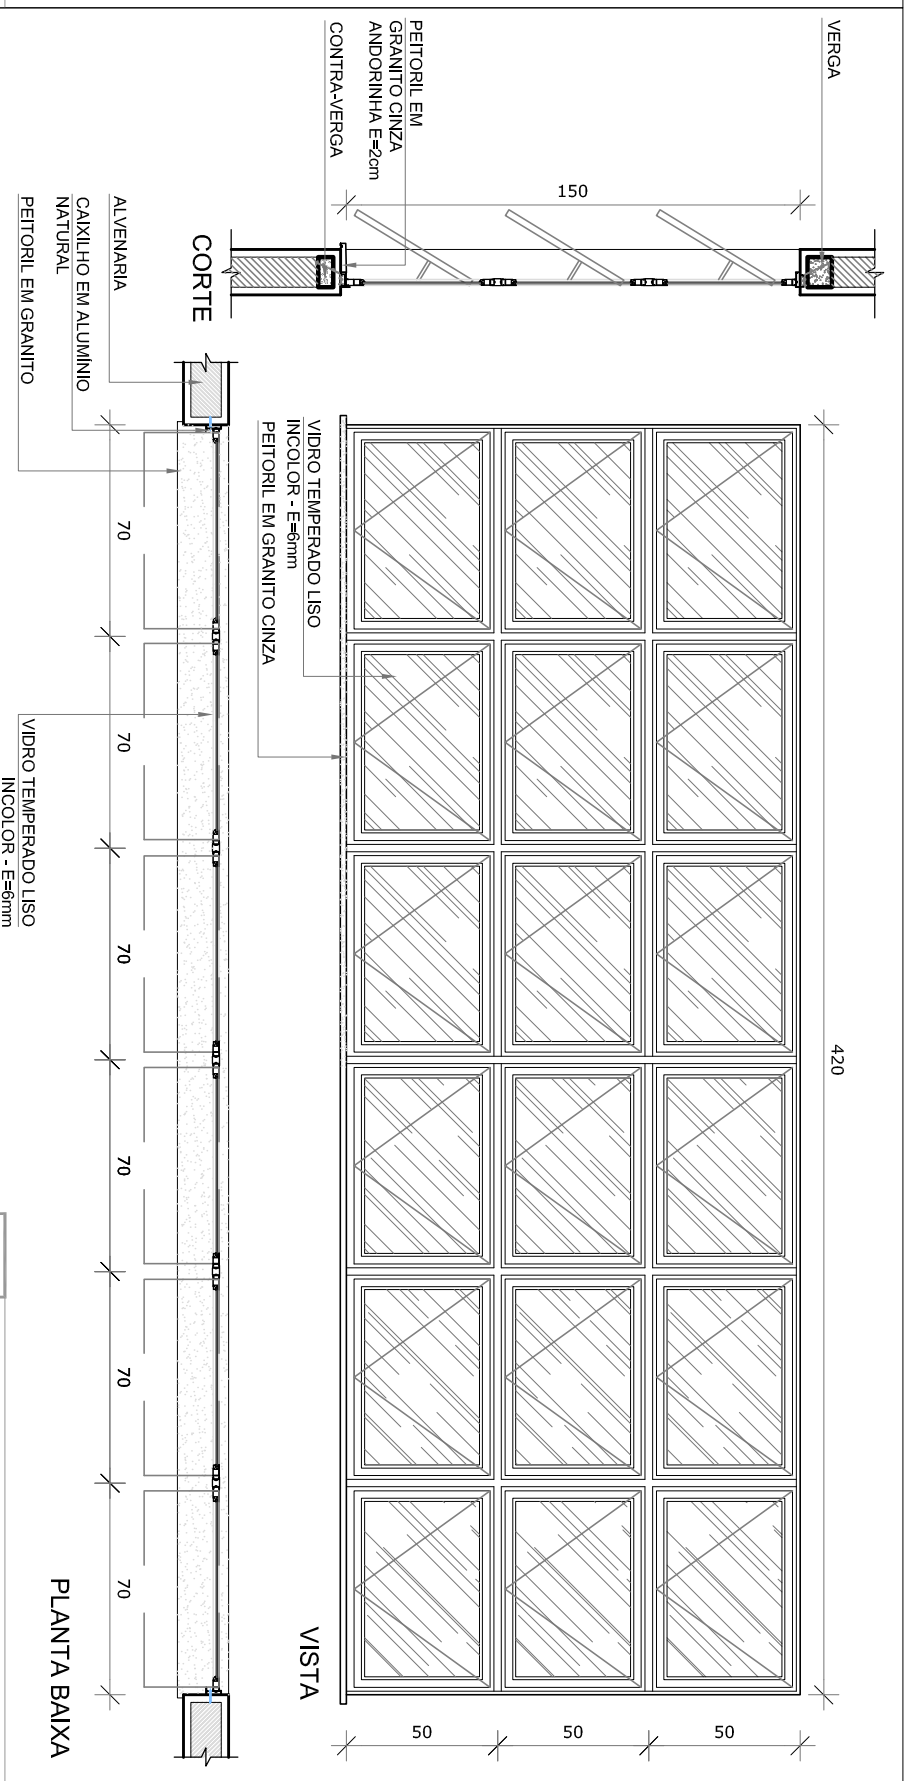 VERGA
PEITORIL EM
GRANITO CINZA
ANDORINHA E=2cm
CONTRA-VERGA
150
CORTE
420
VIDRO TEMPERADO LISO
INCOLOR - E=6mm
PEITORIL EM GRANITO CINZA
50
50
50
VISTA
ALVENARIA
CAIXILHO EM ALUMÍNIO
NATURAL
PEITORIL EM GRANITO
70
70
70
70
70
70
VIDRO TEMPERADO LISO
INCOLOR - E=6mm
PLANTA BAIXA